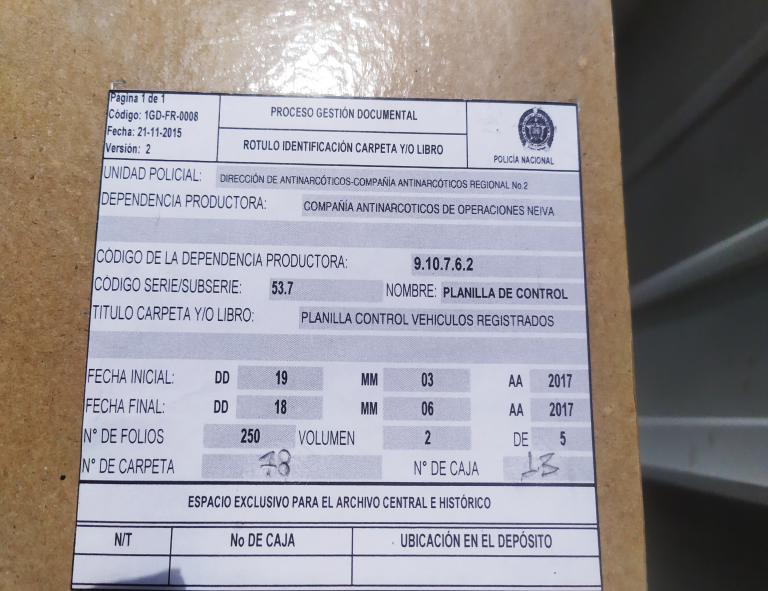 Pagina 1 de 1
Código: 1GD-FR-0008
Fecha: 21-11-2015
Versión: 2
PROCESO GESTIÓN DOCUMENTAL
ROTULO IDENTIFICACIÓN CARPETA Y/O LIBRO
POLICÍA NACIONAL
UNIDAD POLICIAL: DIRECCIÓN DE ANTINARCÓTICOS-COMPAÑÍA ANTINARCÓTICOS REGIONAL No.2
DEPENDENCIA PRODUCTORA: COMPAÑÍA ANTINARCOTICOS DE OPERACIONES NEIVA
CÓDIGO DE LA DEPENDENCIA PRODUCTORA: 9.10.7.6.2
CÓDIGO SERIE/SUBSERIE: 53.7 NOMBRE: PLANILLA DE CONTROL
TITULO CARPETA Y/O LIBRO: PLANILLA CONTROL VEHICULOS REGISTRADOS
FECHA INICIAL: DD 19 MM 03 AA 2017
FECHA FINAL: DD 18 MM 06 AA 2017
N° DE FOLIOS 250 VOLUMEN 2 DE 5
N° DE CARPETA 78 N° DE CAJA 13
ESPACIO EXCLUSIVO PARA EL ARCHIVO CENTRAL E HISTÓRICO
N/T No DE CAJA UBICACIÓN EN EL DEPÓSITO